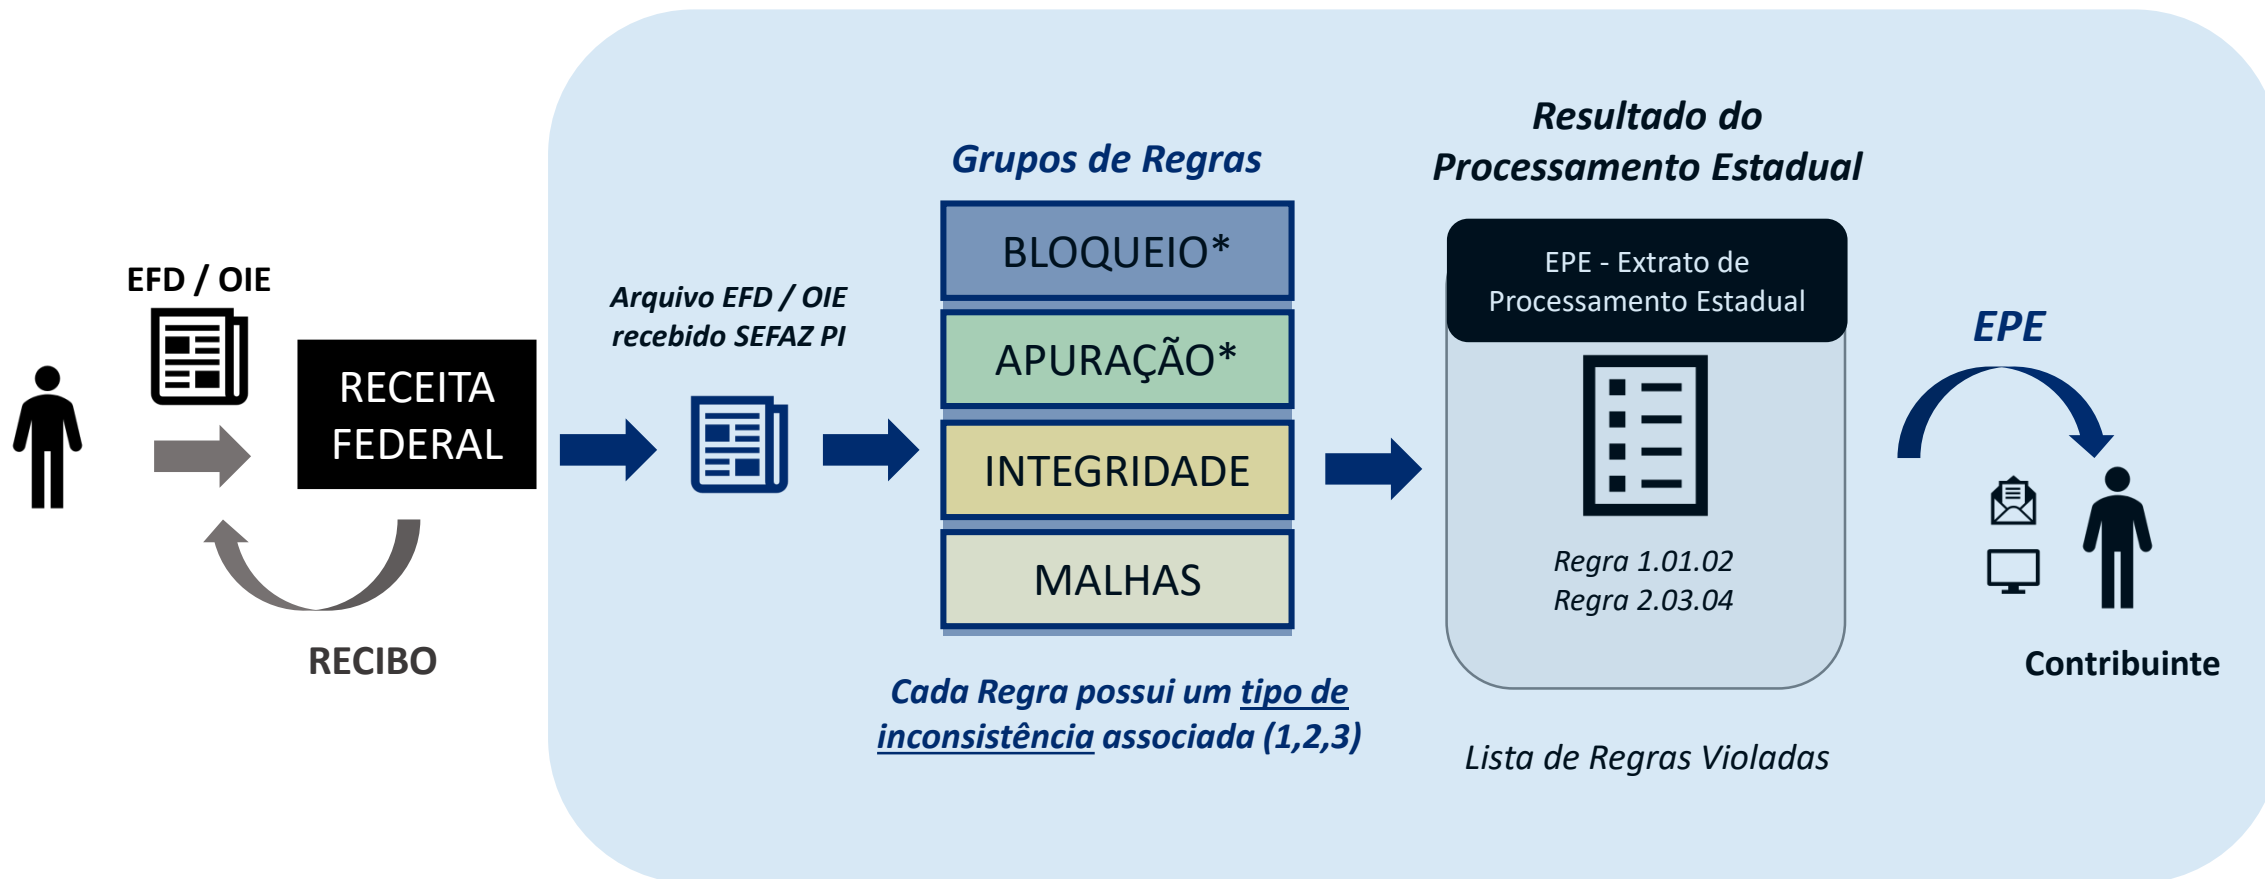 EFD / OIE
RECEITA
FEDERAL
RECIBO
Arquivo EFD / OIE
recebido SEFAZ PI
Grupos de Regras
BLOQUEIO*
APURAÇÃO*
INTEGRIDADE
MALHAS
Cada Regra possui um tipo de
inconsistência associada (1,2,3)
Resultado do
Processamento Estadual
EPE - Extrato de
Processamento Estadual
Regra 1.01.02
Regra 2.03.04
Lista de Regras Violadas
EPE
Contribuinte